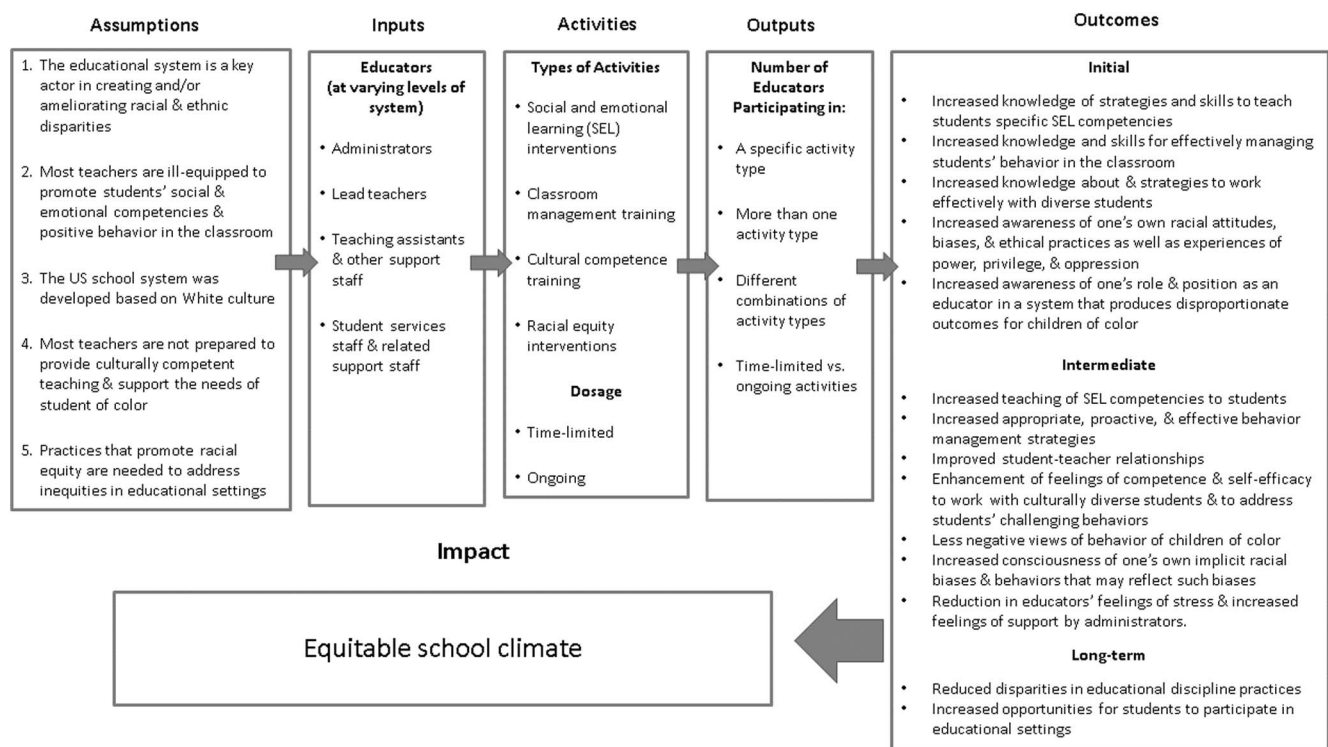 Assumptions
1. The educational system is a key
actor in creating and/or
ameliorating racial & ethnic
disparities
2. Most teachers are ill-equipped to
promote students' social &
emotional competencies &
positive behavior in the classroom
3. The US school system was
developed based on White culture
4. Most teachers are not prepared to
provide culturally competent
teaching & support the needs of
student of color
5. Practices that promote racial
equity are needed to address
inequities in educational settings
Inputs
Educators
(at varying levels of
system)
• Administrators
• Lead teachers
• Teaching assistants
& other support
staff
• Student services
staff & related
support staff
Activities
Types of Activities
• Social and emotional
learning (SEL)
interventions
• Classroom
management training
• Cultural competence
training
• Racial equity
interventions
Dosage
• Time-limited
• Ongoing
Outputs
Number of
Educators
Participating in:
• A specific activity
type
• More than one
activity type
• Different
combinations of
activity types
• Time-limited vs.
ongoing activities
Outcomes
Initial
• Increased knowledge of strategies and skills to teach
students specific SEL competencies
• Increased knowledge and skills for effectively managing
students' behavior in the classroom
• Increased knowledge about & strategies to work
effectively with diverse students
• Increased awareness of one's own racial attitudes,
biases, & ethical practices as well as experiences of
power, privilege, & oppression
• Increased awareness of one's role & position as an
educator in a system that produces disproportionate
outcomes for children of color
Intermediate
• Increased teaching of SEL competencies to students
• Increased appropriate, proactive, & effective behavior
management strategies
• Improved student-teacher relationships
• Enhancement of feelings of competence & self-efficacy
to work with culturally diverse students & to address
students' challenging behaviors
• Less negative views of behavior of children of color
• Increased consciousness of one's own implicit racial
biases & behaviors that may reflect such biases
• Reduction in educators' feelings of stress & increased
feelings of support by administrators.
Long-term
• Reduced disparities in educational discipline practices
• Increased opportunities for students to participate in
educational settings
Impact
Equitable school climate